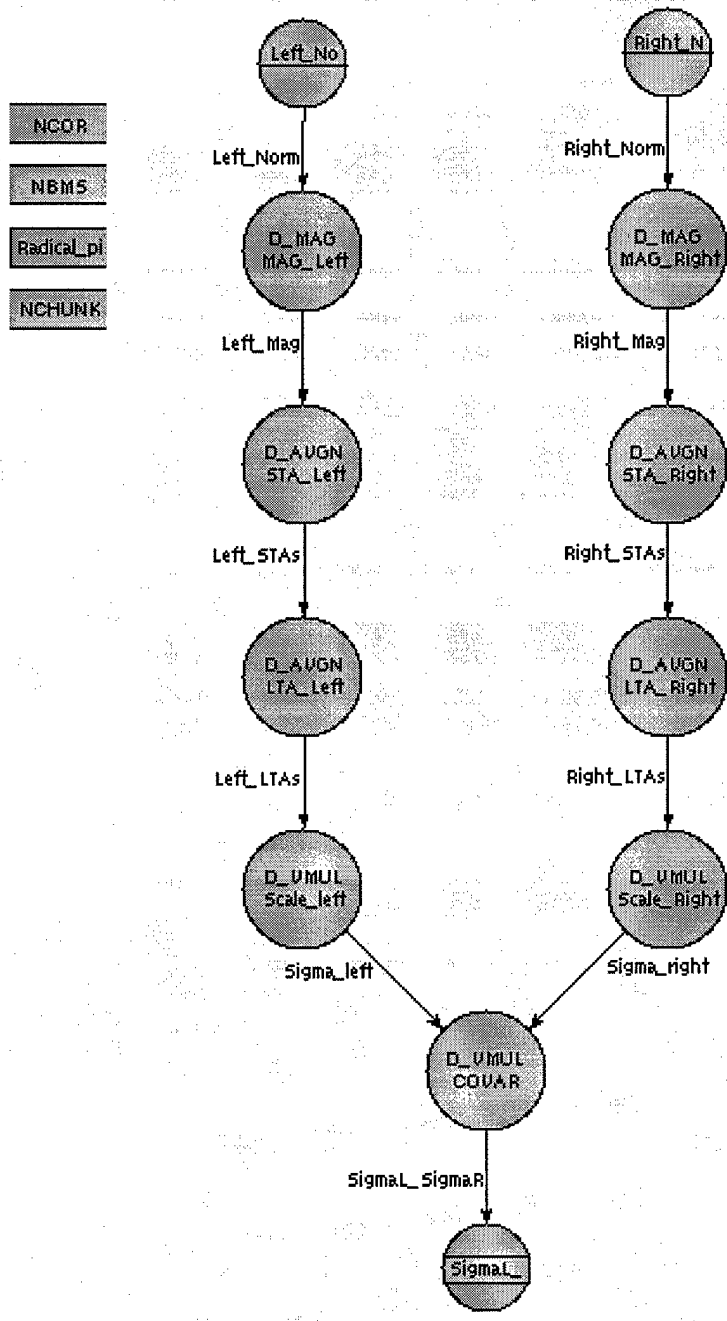 Left_No
Right_N
NCOR
NBMS
Radical_pi
NCHUNK
Left_Norm
Right_Norm
D_MAG
MAG_Left
D_MAG
MAG_Right
Left_Mag
Right_Mag
D_AVGN
STA_Left
D_AVGN
STA_Right
Left_STAs
Right_STAs
D_AVGN
LTA_Left
D_AVGN
LTA_Right
Left_LTAs
Right_LTAs
D_VMUL
Scale_left
D_VMUL
Scale_Right
Sigma_left
Sigma_right
D_VMUL
COVAR
SigmaL_SigmaR
SigmaL_